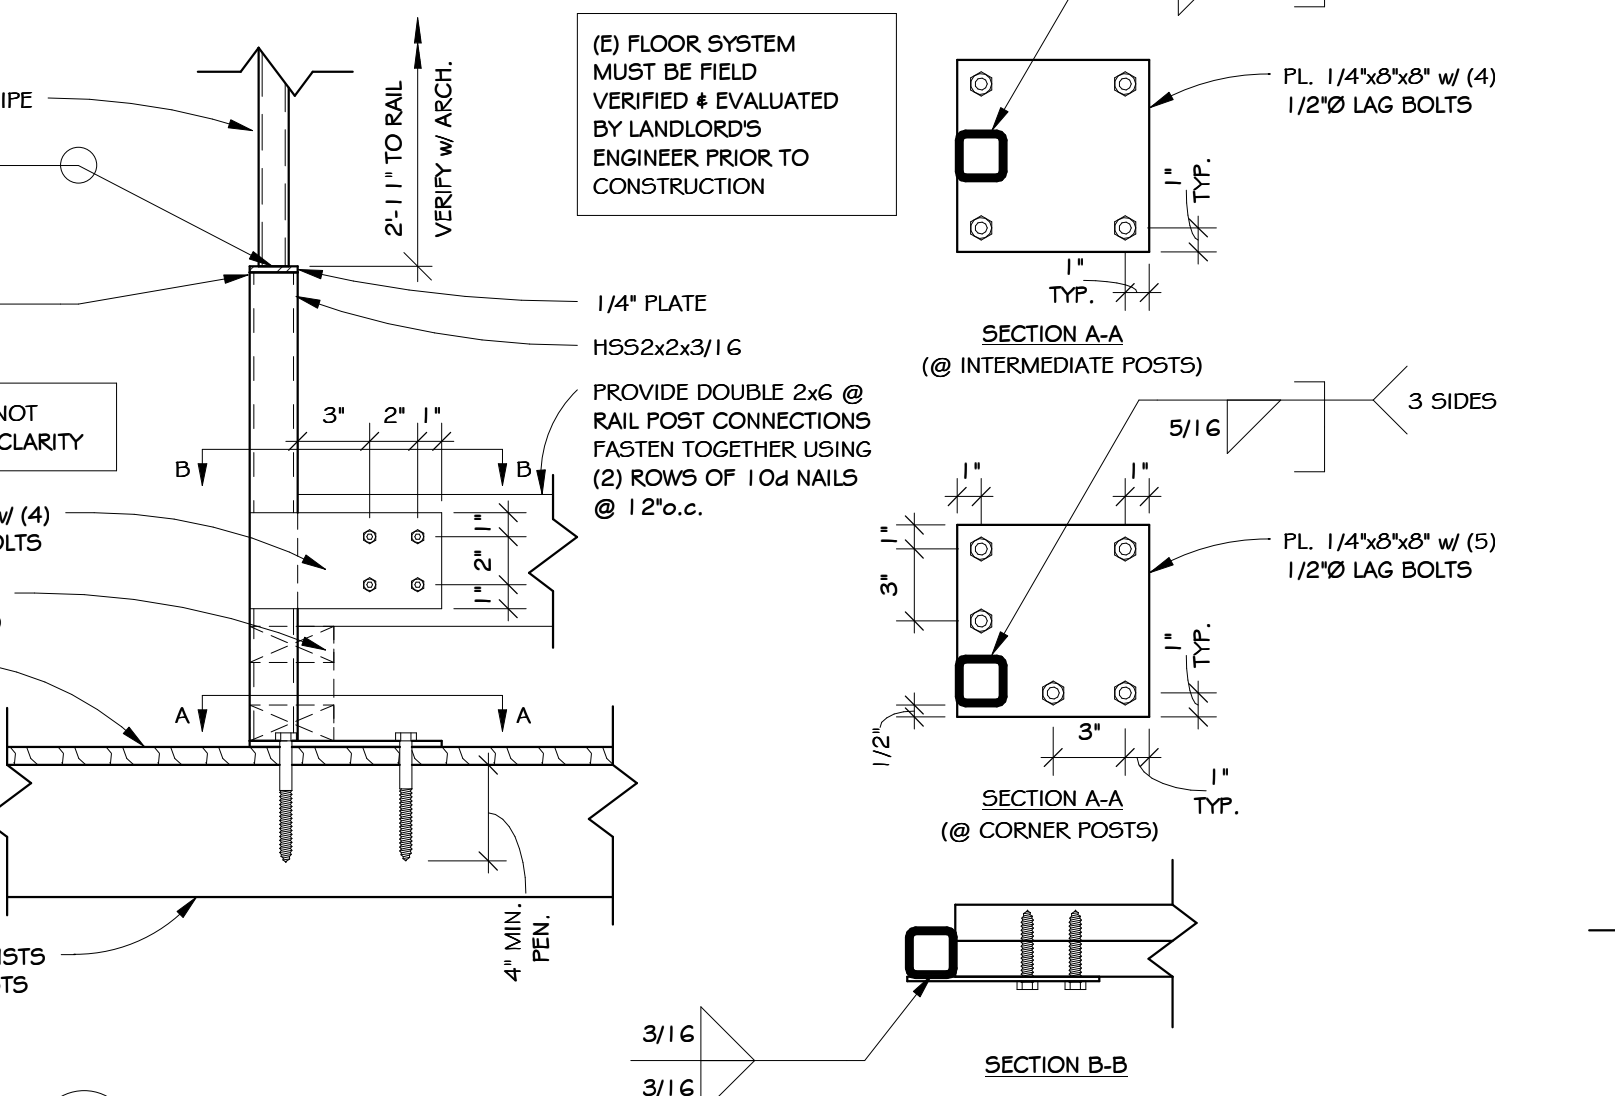 IPE
2'-11" TO RAIL
VERIFY w/ ARCH.
(E) FLOOR SYSTEM
MUST BE FIELD
VERIFIED & EVALUATED
BY LANDLORD'S
ENGINEER PRIOR TO
CONSTRUCTION
1/4" PLATE
HSS2x2x3/16
PROVIDE DOUBLE 2x6 @
RAIL POST CONNECTIONS
FASTEN TOGETHER USING
(2) ROWS OF 10d NAILS
@ 12"o.c.
NOT
CLARITY
3" 2" 1"
B B
w/ (4)
OLTS
1"
2"
1"
A A
4" MIN.
PEN.
ISTS
STS
PL. 1/4"x8"x8" w/ (4)
1/2"Ø LAG BOLTS
1"
TYP.
1"
TYP.
SECTION A-A
(@ INTERMEDIATE POSTS)
5/16
3 SIDES
1" 1"
1"
3"
PL. 1/4"x8"x8" w/ (5)
1/2"Ø LAG BOLTS
1"
TYP.
1/2"
3"
1"
TYP.
SECTION A-A
(@ CORNER POSTS)
3/16
3/16
SECTION B-B